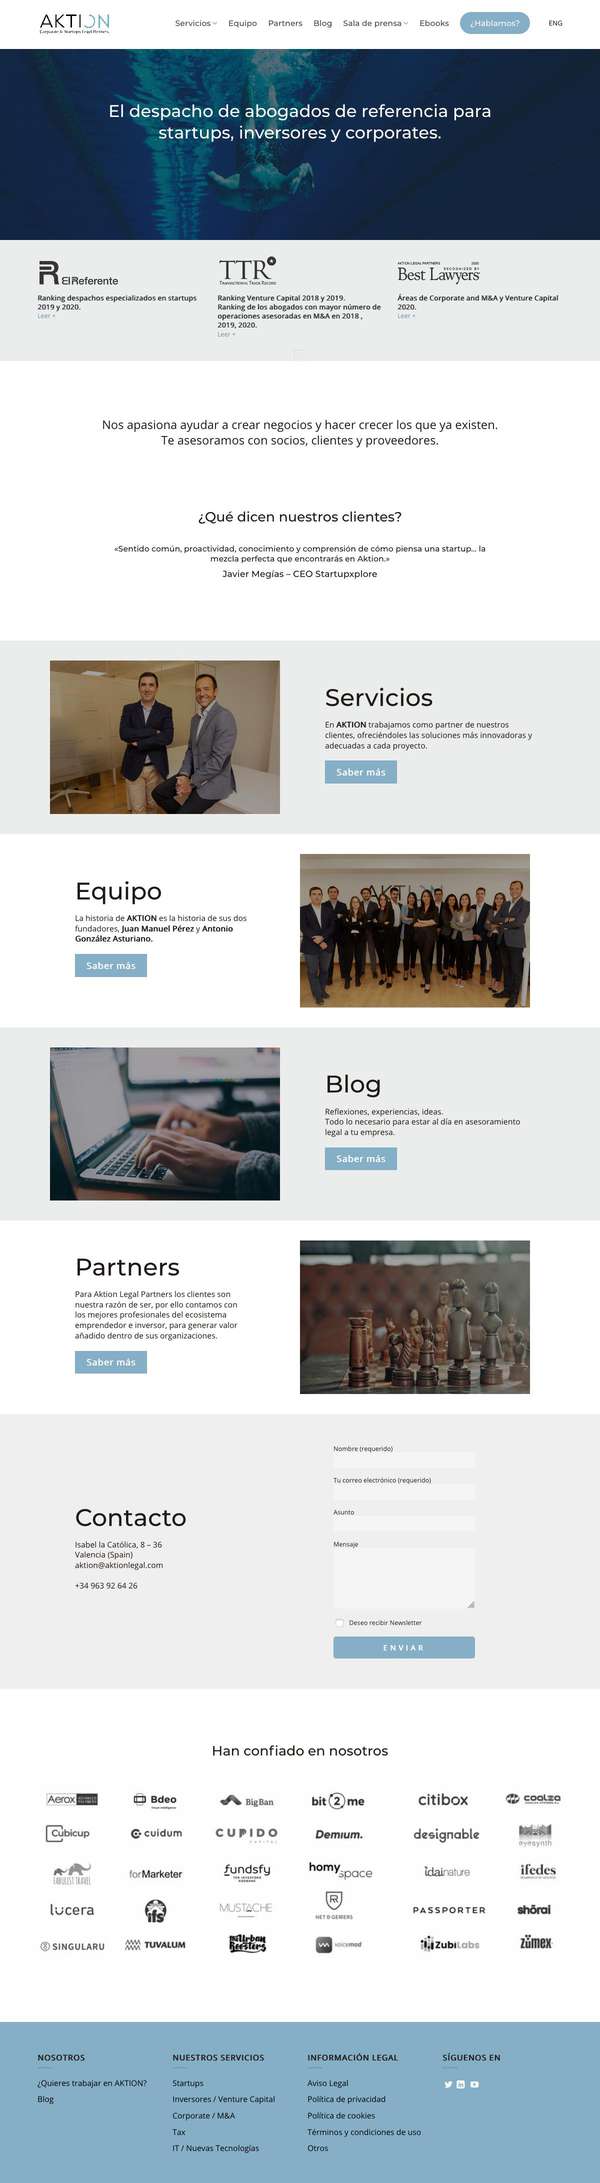 AKTION
Corporate & Startups Legal Partners
Servicios
Equipo
Partners
Blog
Sala de prensa
Ebooks
¿Hablamos?
ENG
El despacho de abogados de referencia para
startups, inversores y corporates.
El Referente
Ranking despachos especializados en startups
2019 y 2020.
Leer +
TTR
Transactional Track Record
Ranking Venture Capital 2018 y 2019.
Ranking de los abogados con mayor número de
operaciones asesoradas en M&A en 2018 ,
2019, 2020.
Leer +
AKTION LEGAL PARTNERS 2020
RECOGNIZED BY
Best Lawyers
Áreas de Corporate and M&A y Venture Capital
2020.
Leer +
Nos apasiona ayudar a crear negocios y hacer crecer los que ya existen.
Te asesoramos con socios, clientes y proveedores.
¿Qué dicen nuestros clientes?
«Sentido común, proactividad, conocimiento y comprensión de cómo piensa una startup... la
mezcla perfecta que encontrarás en Aktion.»
Javier Megías – CEO Startupxplore
Servicios
En AKTION trabajamos como partner de nuestros
clientes, ofreciéndoles las soluciones más innovadoras y
adecuadas a cada proyecto.
Saber más
Equipo
La historia de AKTION es la historia de sus dos
fundadores, Juan Manuel Pérez y Antonio
González Asturiano.
Saber más
AKTION
Blog
Reflexiones, experiencias, ideas.
Todo lo necesario para estar al día en asesoramiento
legal a tu empresa.
Saber más
Partners
Para Aktion Legal Partners los clientes son
nuestra razón de ser, por ello contamos con
los mejores profesionales del ecosistema
emprendedor e inversor, para generar valor
añadido dentro de sus organizaciones.
Saber más
Contacto
Isabel la Católica, 8 – 36
Valencia (Spain)
aktion@aktionlegal.com
+34 963 92 64 26
Nombre (requerido)
Tu correo electrónico (requerido)
Asunto
Mensaje
Deseo recibir Newsletter
ENVIAR
Han confiado en nosotros
Aerox
Bdeo
BigBan
bit2me
citibox
coolza
Cubicup
cuidum
CUPIDO
CAPITAL
Demium.
designable
eyesynth
FABULIST TRAVEL
forMarketer
fundsfy
homyspace
idainature
ifedes
lucera
ifs
MUSTACHE
R
PASSPORTER
shōrai
SINGULARU
TUVALUM
Urban
Roosters
voicemod
ZubiLabs
zümex
NOSOTROS
¿Quieres trabajar en AKTION?
Blog
NUESTROS SERVICIOS
Startups
Inversores / Venture Capital
Corporate / M&A
Tax
IT / Nuevas Tecnologías
INFORMACIÓN LEGAL
Aviso Legal
Política de privacidad
Política de cookies
Términos y condiciones de uso
Otros
SÍGUENOS EN